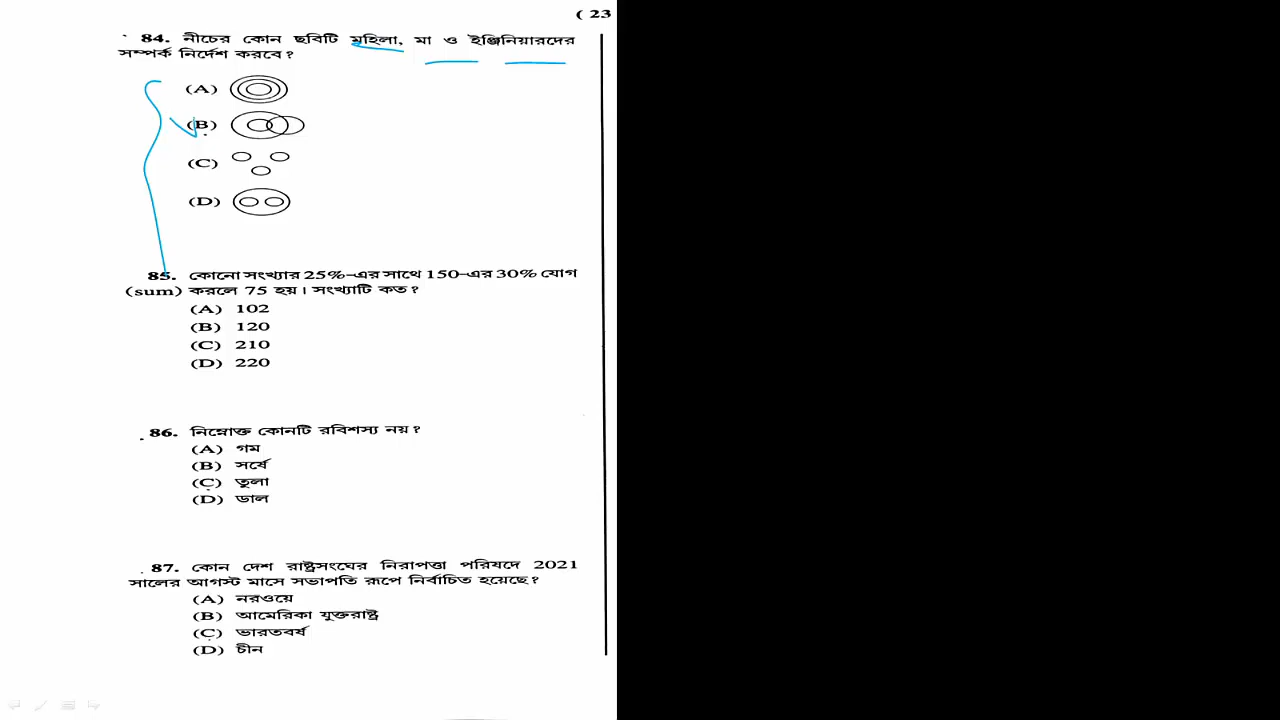 ( 23
84. নীচের কোন ছবিটি মহিলা, মা ও ইঞ্জিনিয়ারদের
সম্পর্ক নির্দেশ করবে?
(A)
(B)
(C)
(D)
85. কোনো সংখ্যার 25%-এর সাথে 150-এর 30% যোগ
(sum) করলে 75 হয়। সংখ্যাটি কত?
(A) 102
(B) 120
(C) 210
(D) 220
86. নিম্নোক্ত কোনটি রবিশস্য নয়?
(A) গম
(B) সর্ষে
(C) তুলা
(D) ডাল
87. কোন দেশ রাষ্ট্রসংঘের নিরাপত্তা পরিষদে 2021
সালের আগস্ট মাসে সভাপতি রূপে নির্বাচিত হয়েছে?
(A) নরওয়ে
(B) আমেরিকা যুক্তরাষ্ট্র
(C) ভারতবর্ষ
(D) চীন